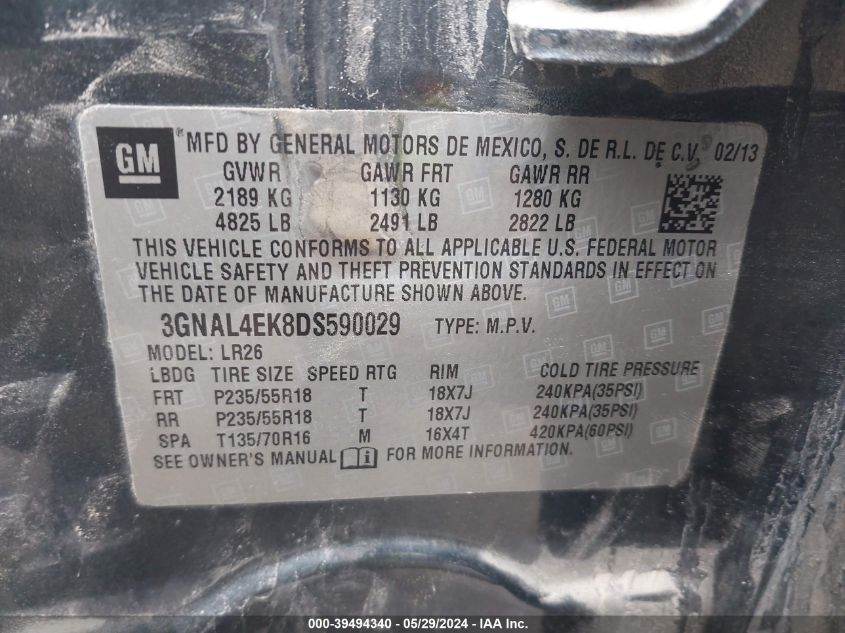 GM ® MFD BY GENERAL MOTORS DE MEXICO, S. DE R.L. DE C.V. 02/13
GVWR GAWR FRT GAWR RR
2189 KG 1130 KG 1280 KG
4825 LB 2491 LB 2822 LB
THIS VEHICLE CONFORMS TO ALL APPLICABLE U.S. FEDERAL MOTOR
VEHICLE SAFETY AND THEFT PREVENTION STANDARDS IN EFFECT ON
THE DATE OF MANUFACTURE SHOWN ABOVE.
3GNAL4EK8DS590029 TYPE: M.P.V.
MODEL: LR26
LBDG TIRE SIZE SPEED RTG RIM COLD TIRE PRESSURE
FRT P235/55R18 T 18X7J 240KPA(35PSI)
RR P235/55R18 T 18X7J 240KPA(35PSI)
SPA T135/70R16 M 16X4T 420KPA(60PSI)
SEE OWNER'S MANUAL FOR MORE INFORMATION.
000-39494340 - 05/29/2024 - IAA Inc.